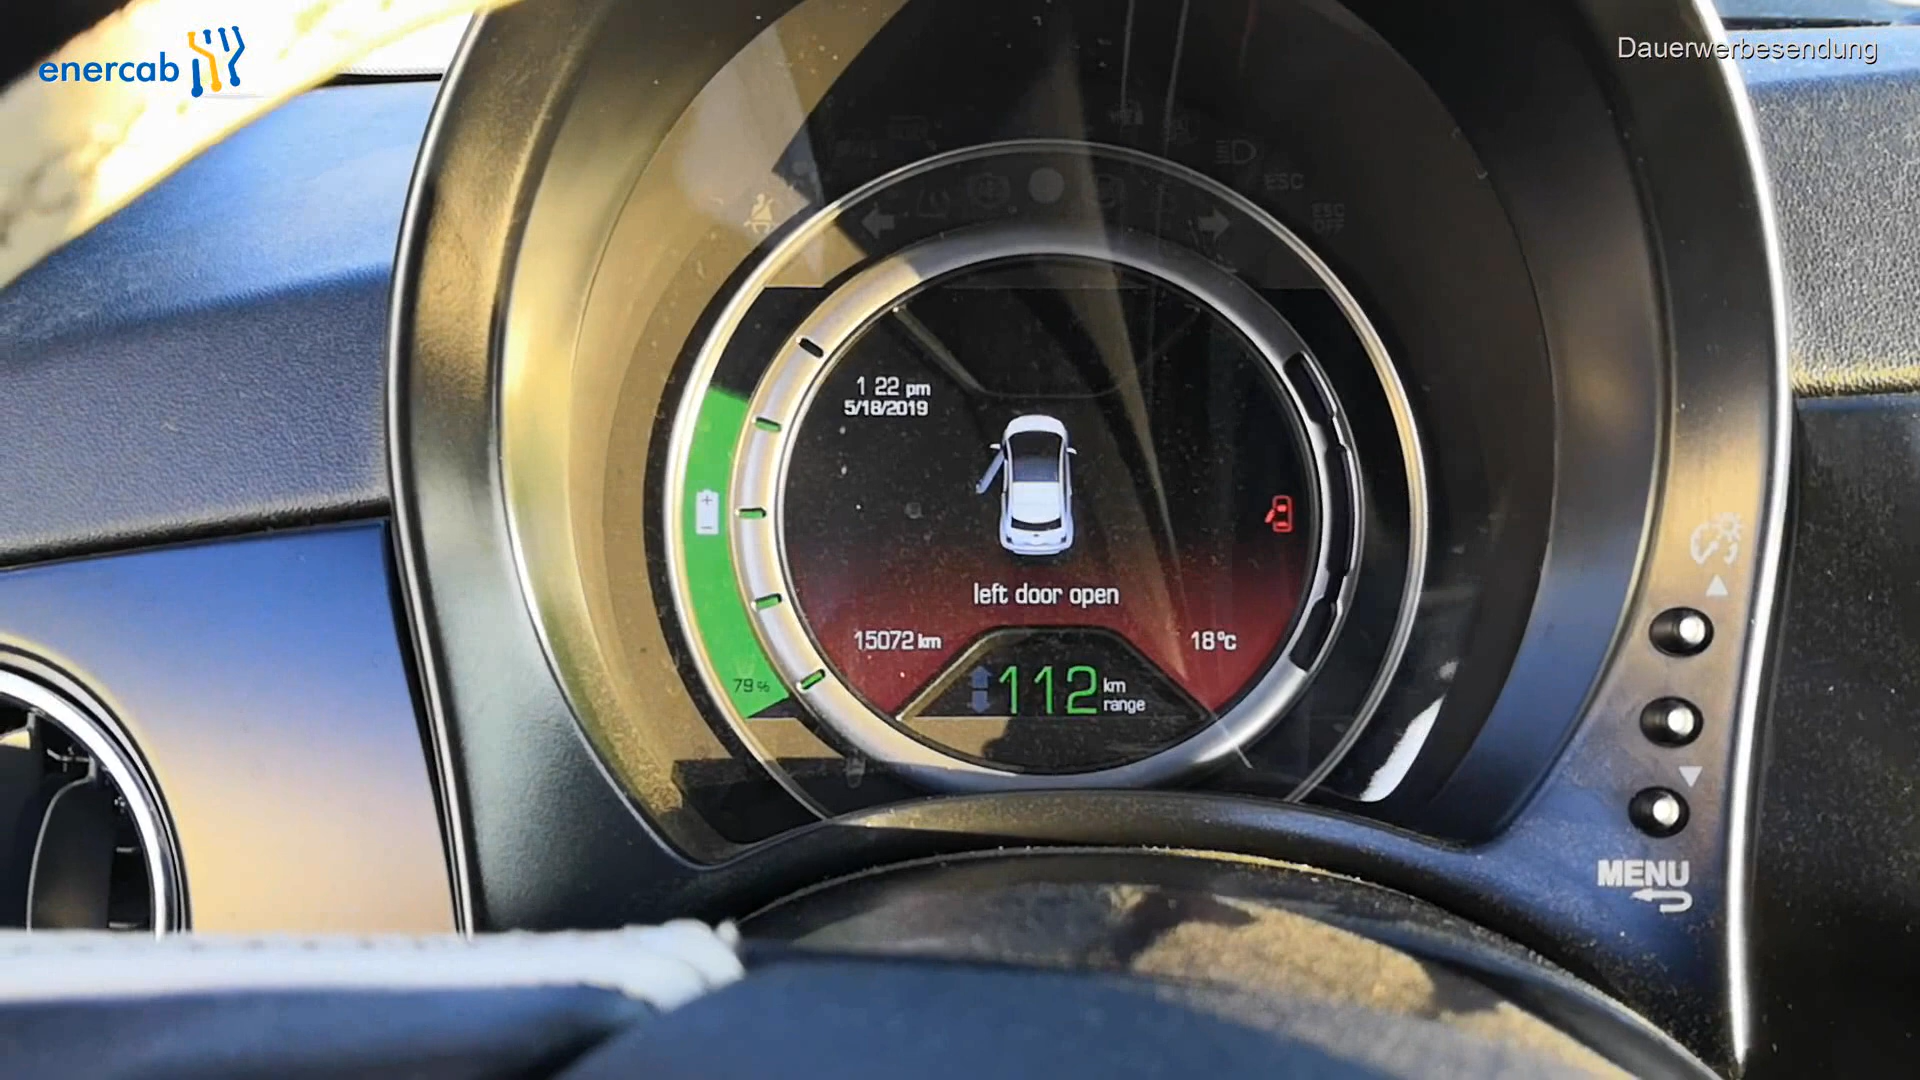 enercab
Dauerwerbesendung
ESC
ESC
OFF
1 22 pm
5/18/2019
left door open
15072 km
18°C
79 %
112 km
range
MENU